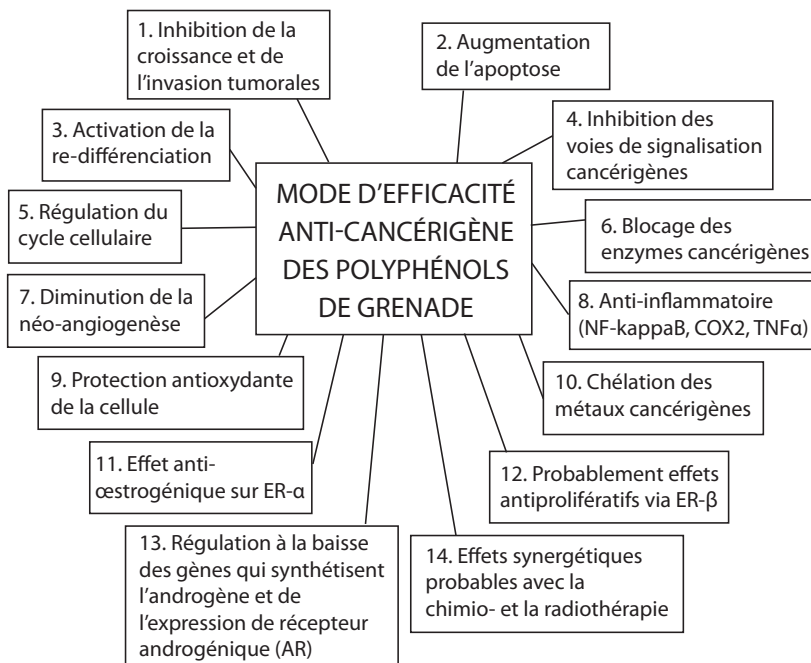 1. Inhibition de
la croissance et de
l’invasion tumorales
2. Augmentation
de l’apoptose
3. Activation de la
re-différenciation
4. Inhibition des
voies de signalisation
cancérigènes
MODE D’EFFICACITÉ
ANTI-CANCÉRIGÈNE
DES POLYPHÉNOLS
DE GRENADE
5. Régulation du
cycle cellulaire
6. Blocage des
enzymes cancérigènes
7. Diminution de la
néo-angiogenèse
8. Anti-inflammatoire
(NF-kappaB, COX2, TNFα)
9. Protection antioxydante
de la cellule
10. Chélation des
métaux cancérigènes
11. Effet anti-
œstrogénique sur ER-α
12. Probablement effets
antiprolifératifs via ER-β
13. Régulation à la baisse
des gènes qui synthétisent
l’androgène et de
l’expression de récepteur
androgénique (AR)
14. Effets synergétiques
probables avec la
chimio- et la radiothérapie